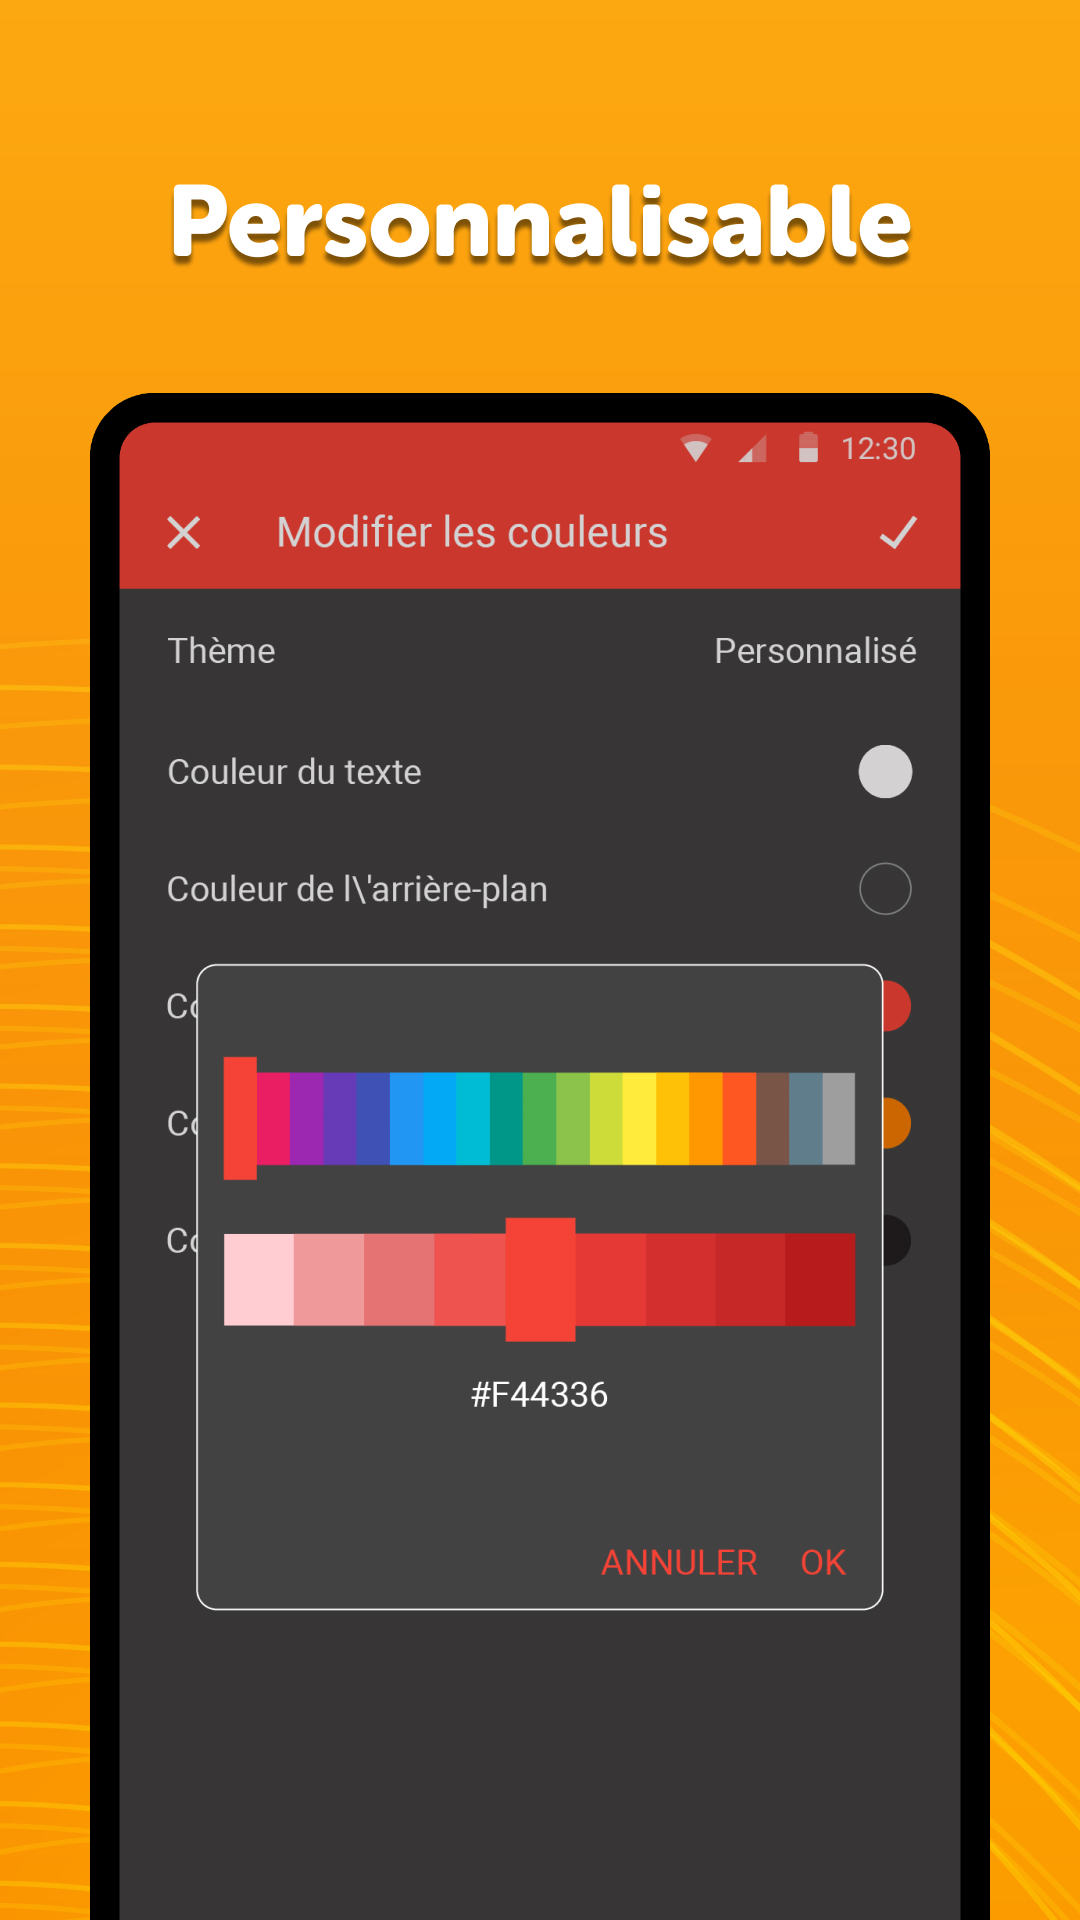 Personnalisable
12:30
Modifier les couleurs
Thème Personnalisé
Couleur du texte
Couleur de l\'arrière-plan
Co
Co
Co
#F44336
ANNULER OK